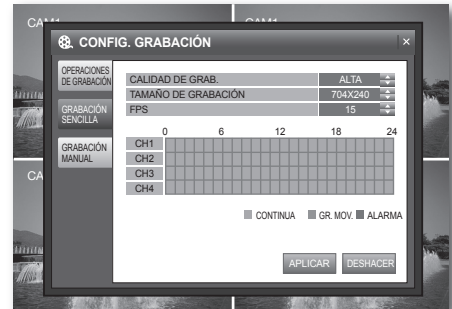 CAM1
CAM1
CONFIG. GRABACIÓN
×
OPERACIONES
DE GRABACIÓN
GRABACIÓN
SENCILLA
GRABACIÓN
MANUAL
CALIDAD DE GRAB. ALTA
TAMAÑO DE GRABACIÓN 704X240
FPS 15
0 6 12 18 24
CH1
CH2
CH3
CH4
CONTINUA GR. MOV. ALARMA
APLICAR DESHACER
CA